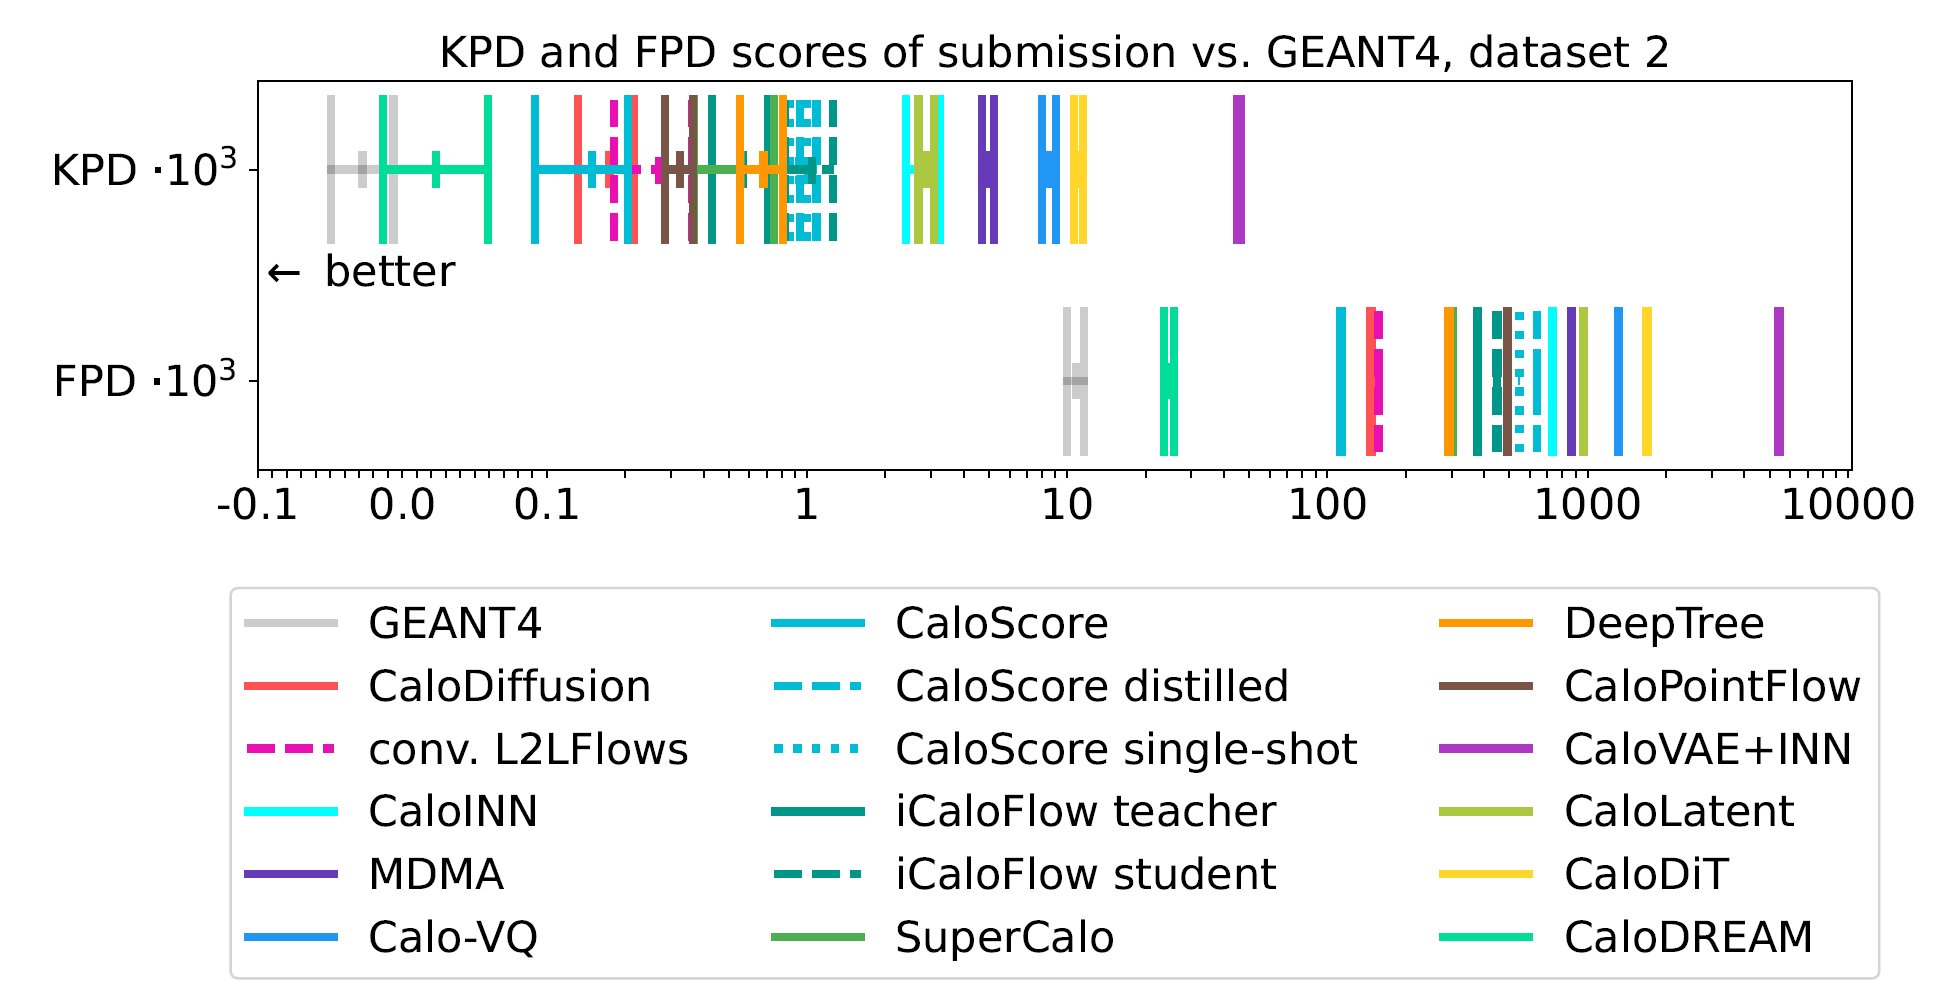 KPD and FPD scores of submission vs. GEANT4, dataset 2
KPD ·10³
← better
FPD ·10³
-0.1 0.0 0.1 1 10 100 1000 10000
GEANT4 CaloScore DeepTree
CaloDiffusion CaloScore distilled CaloPointFlow
conv. L2LFlows CaloScore single-shot CaloVAE+INN
CaloINN iCaloFlow teacher CaloLatent
MDMA iCaloFlow student CaloDiT
Calo-VQ SuperCalo CaloDREAM